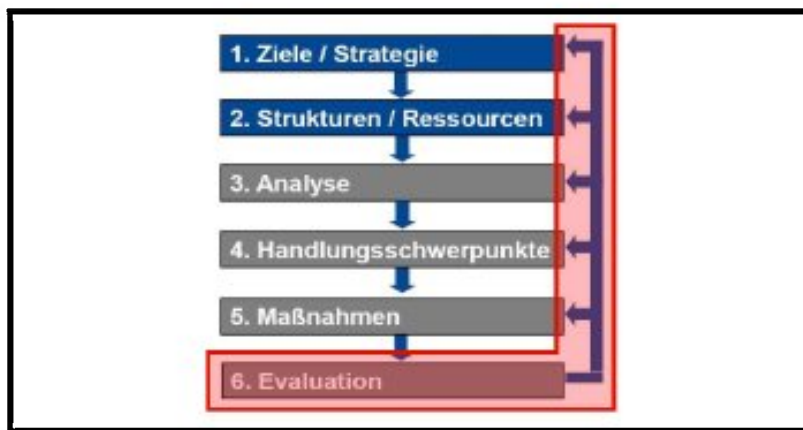 1. Ziele / Strategie
2. Strukturen / Ressourcen
3. Analyse
4. Handlungsschwerpunkte
5. Maßnahmen
6. Evaluation